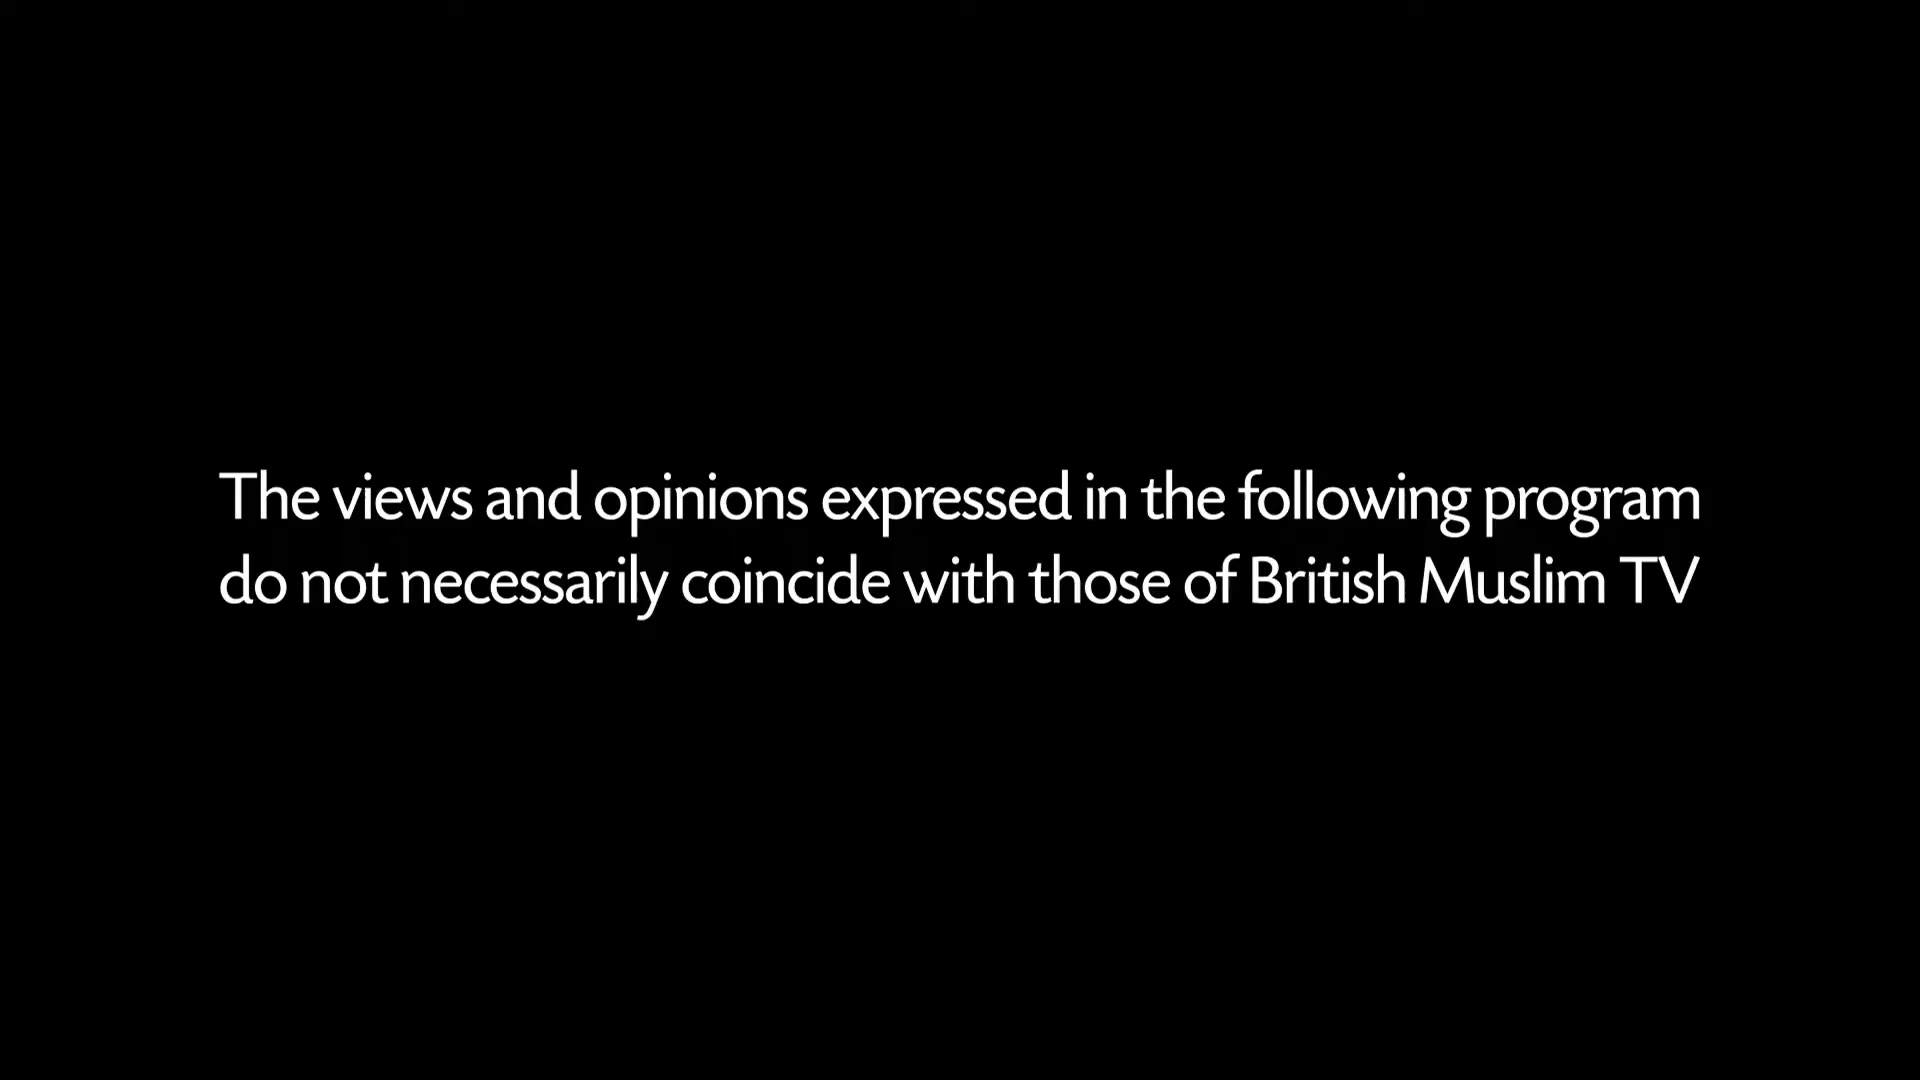 The views and opinions expressed in the following program
do not necessarily coincide with those of British Muslim TV